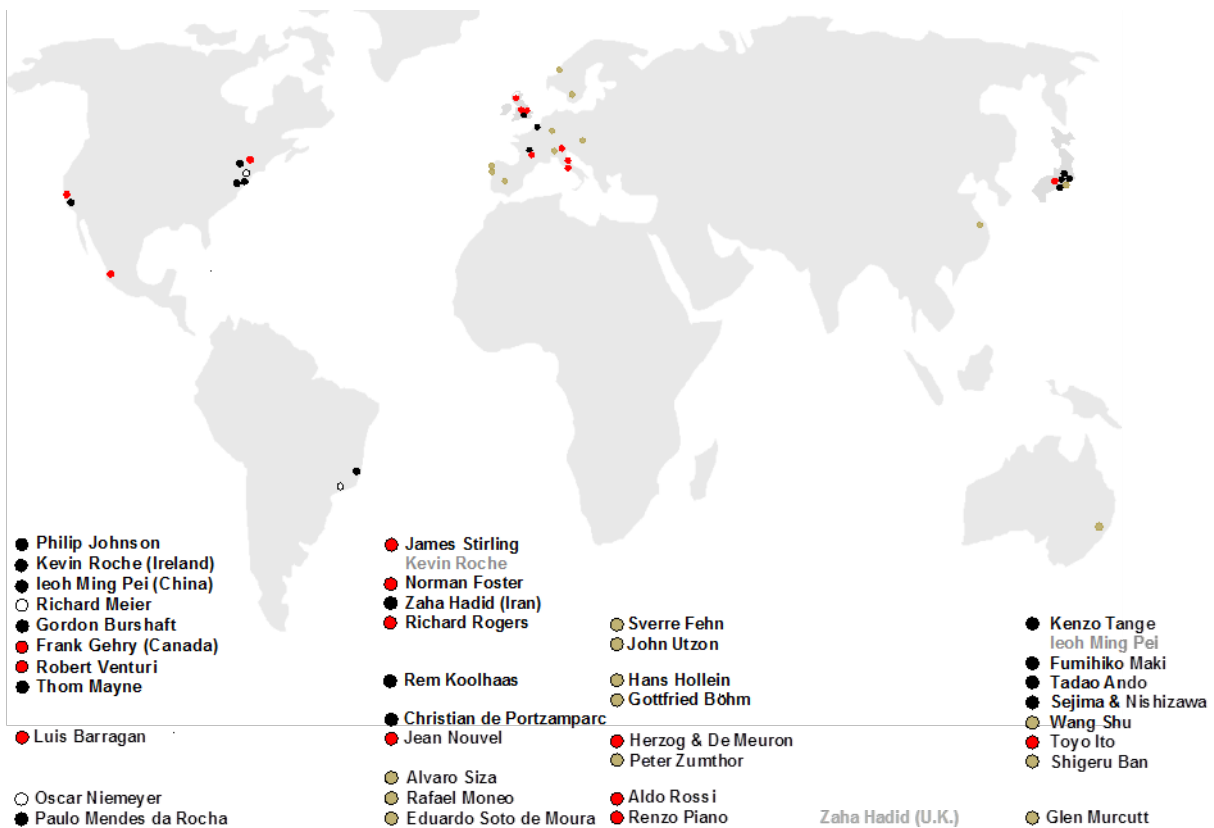 Philip Johnson
Kevin Roche (Ireland)
Ieoh Ming Pei (China)
Richard Meier
Gordon Burshaft
Frank Gehry (Canada)
Robert Venturi
Thom Mayne
Luis Barragan
Oscar Niemeyer
Paulo Mendes da Rocha
James Stirling
Kevin Roche
Norman Foster
Zaha Hadid (Iran)
Richard Rogers
Rem Koolhaas
Christian de Portzamparc
Jean Nouvel
Alvaro Siza
Rafael Moneo
Eduardo Soto de Moura
Sverre Fehn
John Utzon
Hans Hollein
Gottfried Böhm
Herzog & De Meuron
Peter Zumthor
Aldo Rossi
Renzo Piano
Zaha Hadid (U.K.)
Kenzo Tange
Ieoh Ming Pei
Fumihiko Maki
Tadao Ando
Sejima & Nishizawa
Wang Shu
Toyo Ito
Shigeru Ban
Glen Murcutt